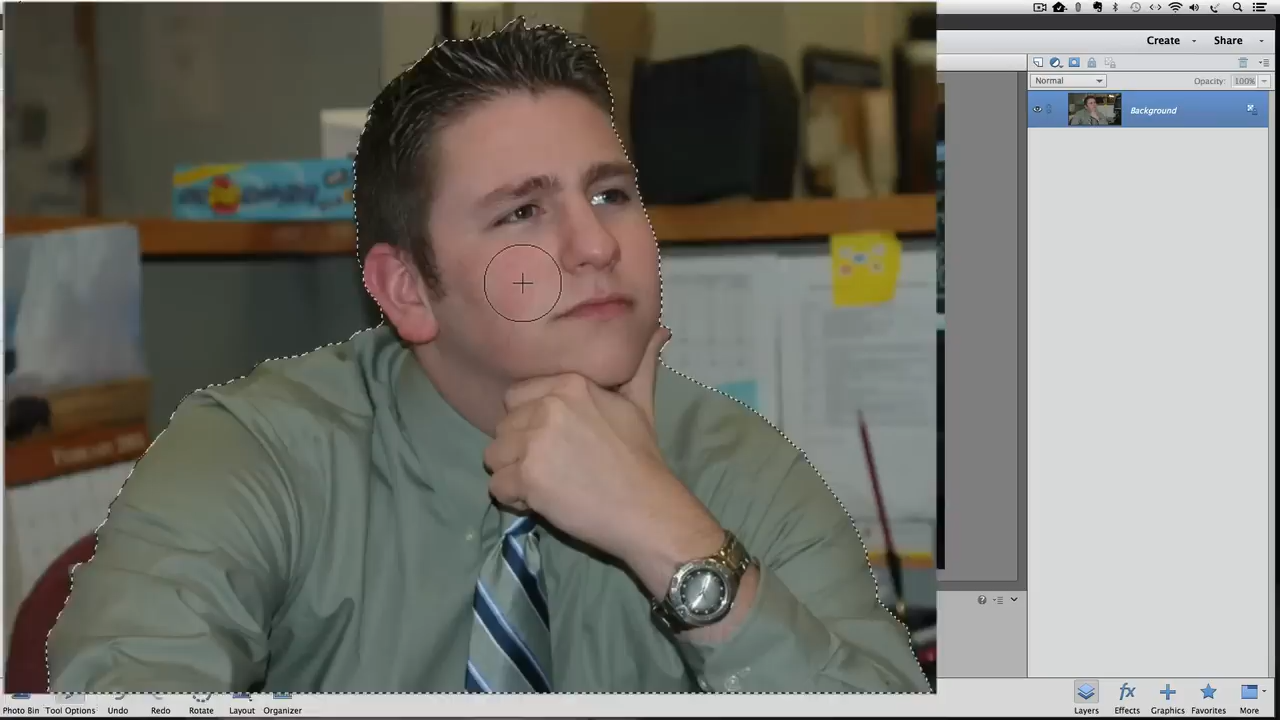 Create
Share
Normal
Opacity: 100%
Background
Photo Bin
Tool Options
Undo
Redo
Rotate
Layout
Organizer
Layers
Effects
Graphics
Favorites
More